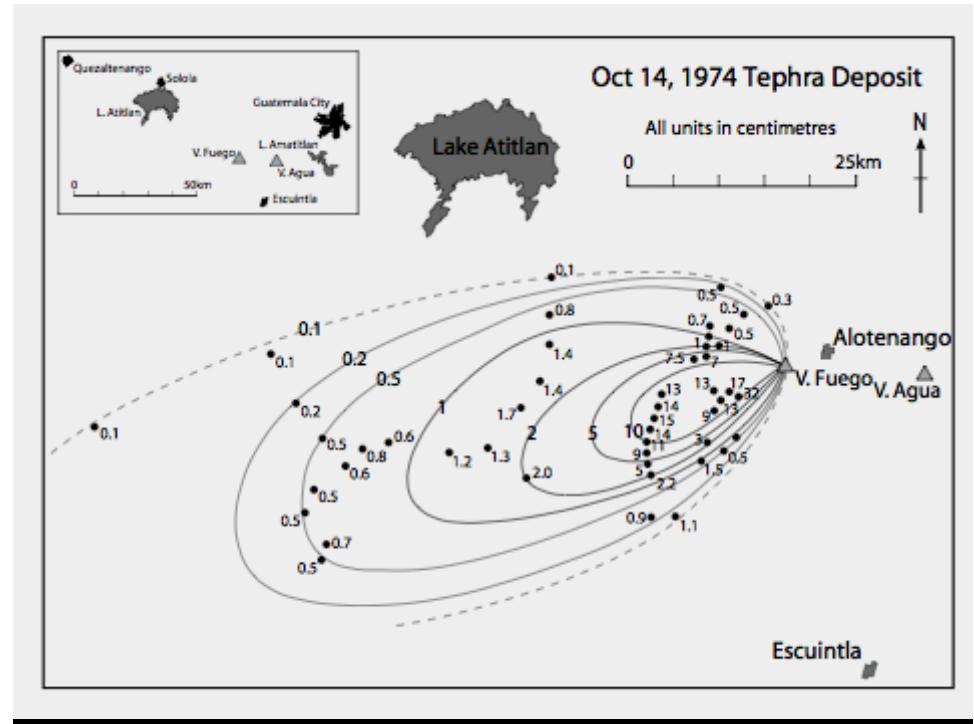 Quezaltenango
Solola
L. Atitlan
Guatemala City
L. Amatitlan
V. Fuego
V. Agua
0 50km
Escuintla
Oct 14, 1974 Tephra Deposit
All units in centimetres
0 25km
N
Lake Atitlan
0.1
0.3
0.5
0.5
0.8
0.7
0.5
0.1
0.1
0.2
0.5
1.4
1
1
7.5
7
Alotenango
V. Fuego
V. Agua
1.4
13
13
17
32
0.2
1
1.7
14
13
9
15
0.1
2
5
10
14
0.5
0.6
0.8
3
11
1.2
1.3
9
0.6
2.0
5
1.5
0.5
2.2
0.5
0.5
0.9
1.1
0.7
0.5
Escuintla